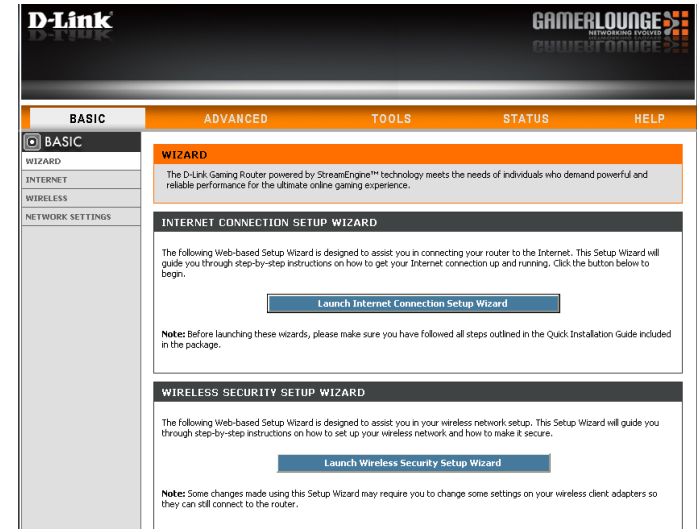 D-Link
GAMERLOUNGE
NETWORKING EVOLVED
BASIC
ADVANCED
TOOLS
STATUS
HELP
BASIC
WIZARD
INTERNET
WIRELESS
NETWORK SETTINGS
WIZARD
The D-Link Gaming Router powered by StreamEngine™ technology meets the needs of individuals who demand powerful and
reliable performance for the ultimate online gaming experience.
INTERNET CONNECTION SETUP WIZARD
The following Web-based Setup Wizard is designed to assist you in connecting your router to the Internet. This Setup Wizard will
guide you through step-by-step instructions on how to get your Internet connection up and running. Click the button below to
begin.
Launch Internet Connection Setup Wizard
Note: Before launching these wizards, please make sure you have followed all steps outlined in the Quick Installation Guide included
in the package.
WIRELESS SECURITY SETUP WIZARD
The following Web-based Setup Wizard is designed to assist you in your wireless network setup. This Setup Wizard will guide you
through step-by-step instructions on how to set up your wireless network and how to make it secure.
Launch Wireless Security Setup Wizard
Note: Some changes made using this Setup Wizard may require you to change some settings on your wireless client adapters so
they can still connect to the router.